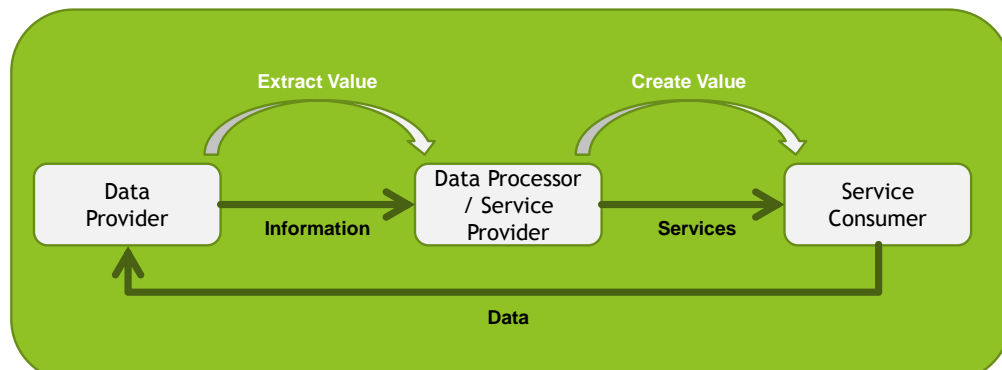 Extract Value
Create Value
Data
Provider
Information
Data Processor
/ Service
Provider
Services
Service
Consumer
Data